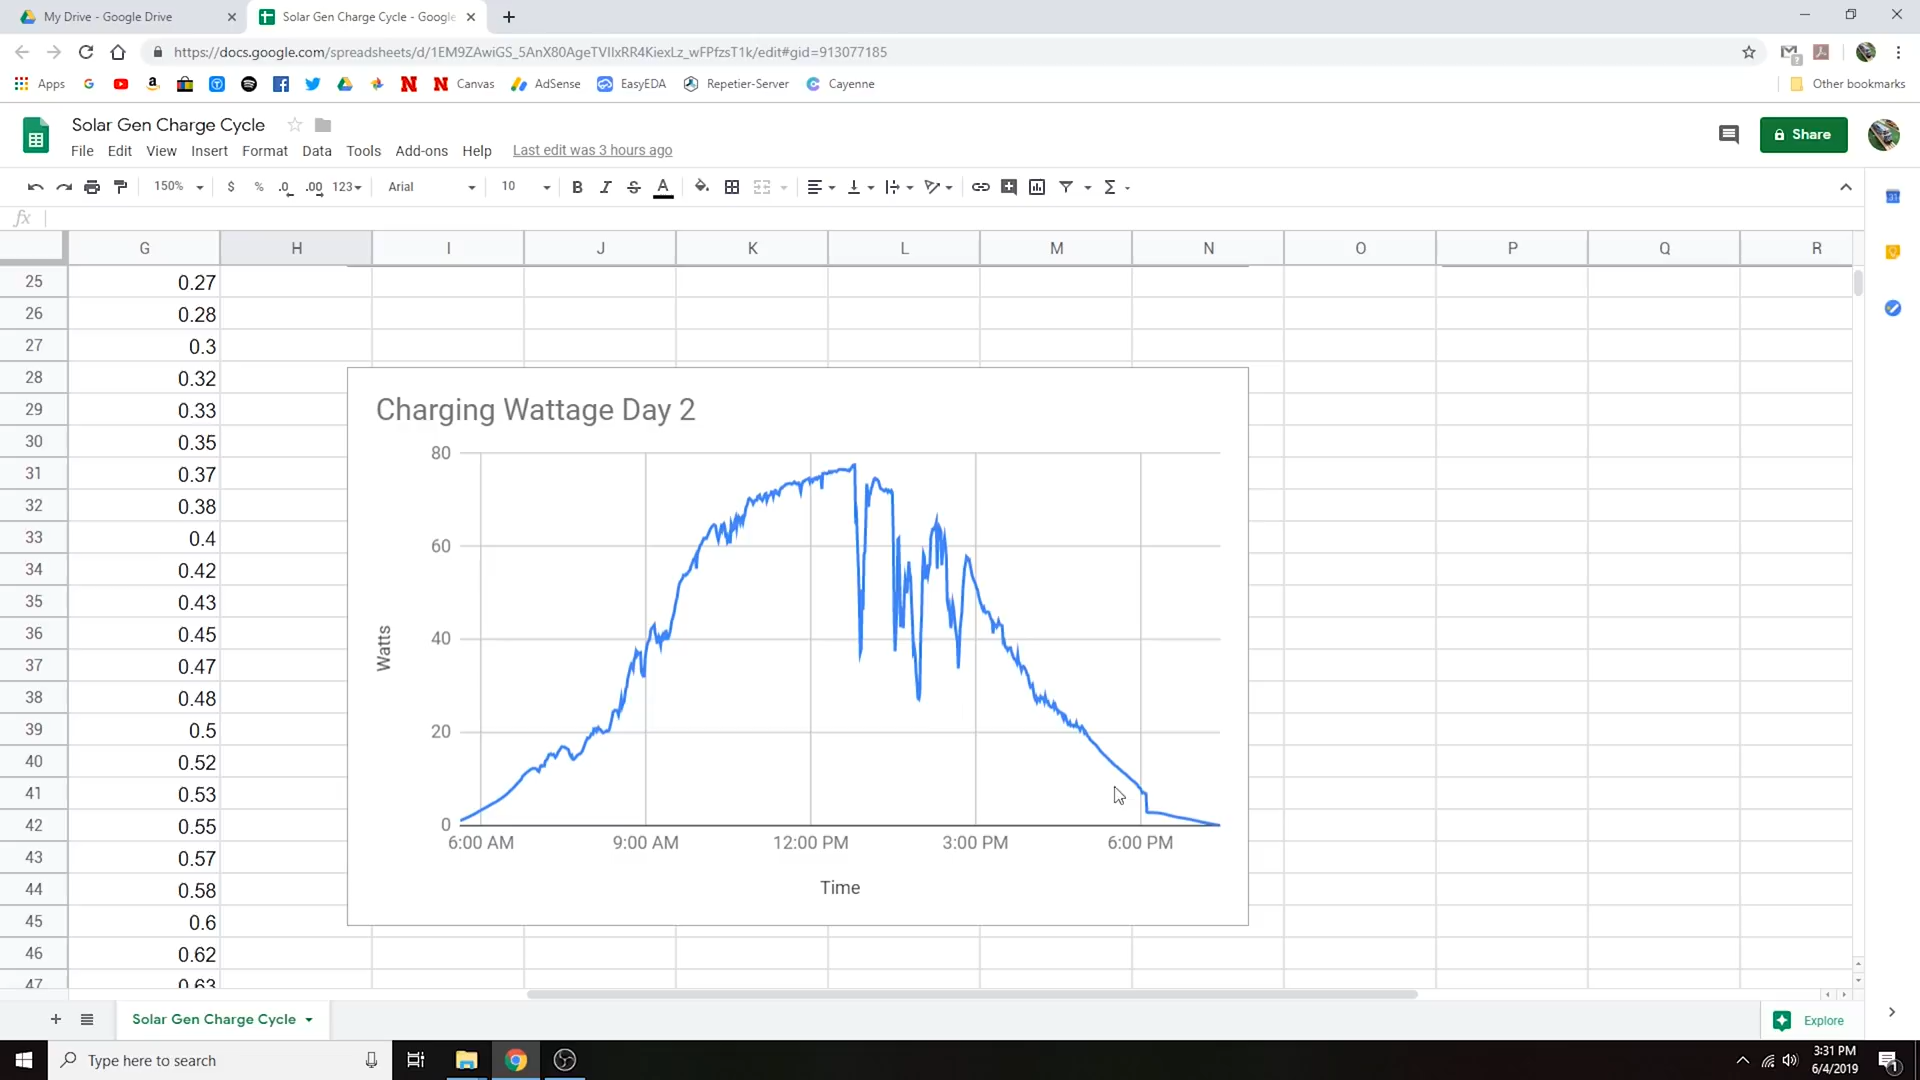 My Drive - Google Drive
Solar Gen Charge Cycle - Google
https://docs.google.com/spreadsheets/d/1EM9ZAwiGS_5AnX80AgeTVIIxRR4KiexLz_wFPfzsT1k/edit#gid=913077185
Apps
Canvas
AdSense
EasyEDA
Repetier-Server
Cayenne
Other bookmarks
Solar Gen Charge Cycle
Share
File Edit View Insert Format Data Tools Add-ons Help Last edit was 3 hours ago
150% $ % .0 .00 123 Arial 10 B I S A
fx
G H I J K L M N O P Q R
25 0.27
26 0.28
27 0.3
28 0.32
29 0.33
30 0.35
31 0.37
32 0.38
33 0.4
34 0.42
35 0.43
36 0.45
37 0.47
38 0.48
39 0.5
40 0.52
41 0.53
42 0.55
43 0.57
44 0.58
45 0.6
46 0.62
47 0.63
Charging Wattage Day 2
80
60
40
20
0
Watts
6:00 AM 9:00 AM 12:00 PM 3:00 PM 6:00 PM
Time
Solar Gen Charge Cycle
Explore
Type here to search
3:31 PM
6/4/2019
1